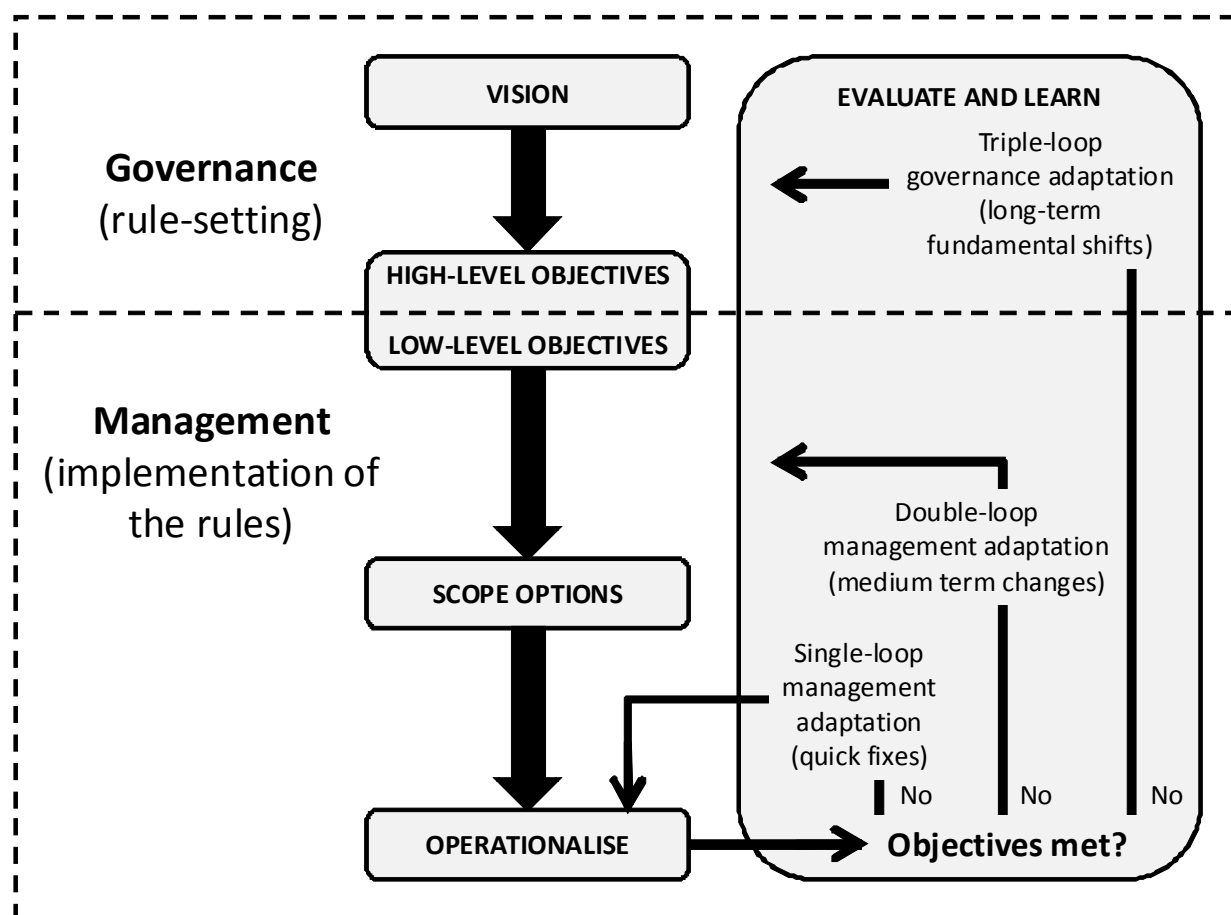 VISION
Governance
(rule-setting)
HIGH-LEVEL OBJECTIVES
LOW-LEVEL OBJECTIVES
Management
(implementation of
the rules)
SCOPE OPTIONS
OPERATIONALISE
EVALUATE AND LEARN
Triple-loop
governance adaptation
(long-term
fundamental shifts)
Double-loop
management adaptation
(medium term changes)
Single-loop
management
adaptation
(quick fixes)
No
No
No
Objectives met?